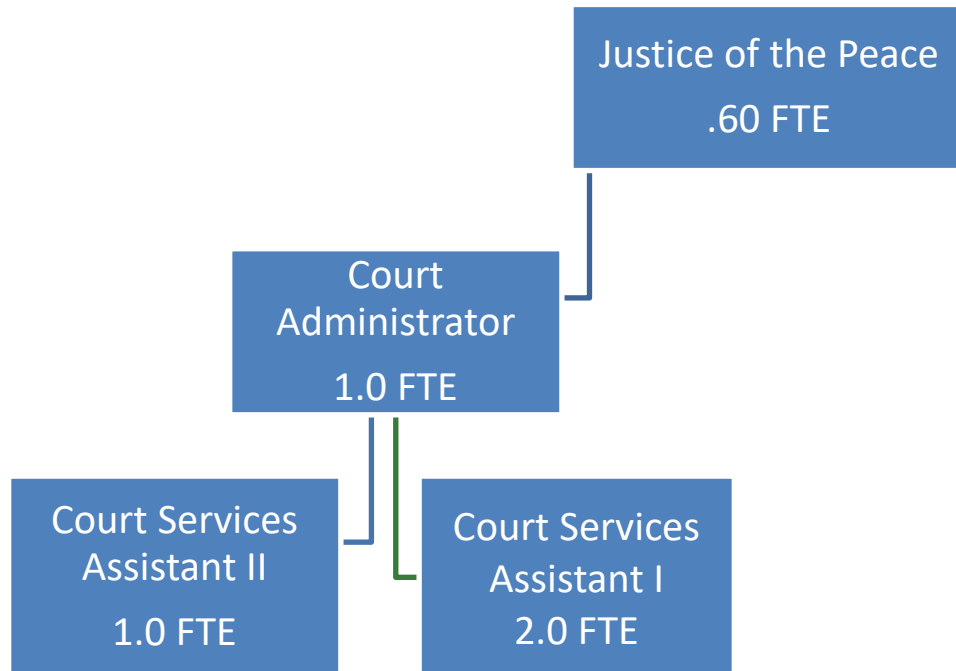 Justice of the Peace
.60 FTE
Court
Administrator
1.0 FTE
Court Services
Assistant II
1.0 FTE
Court Services
Assistant I
2.0 FTE